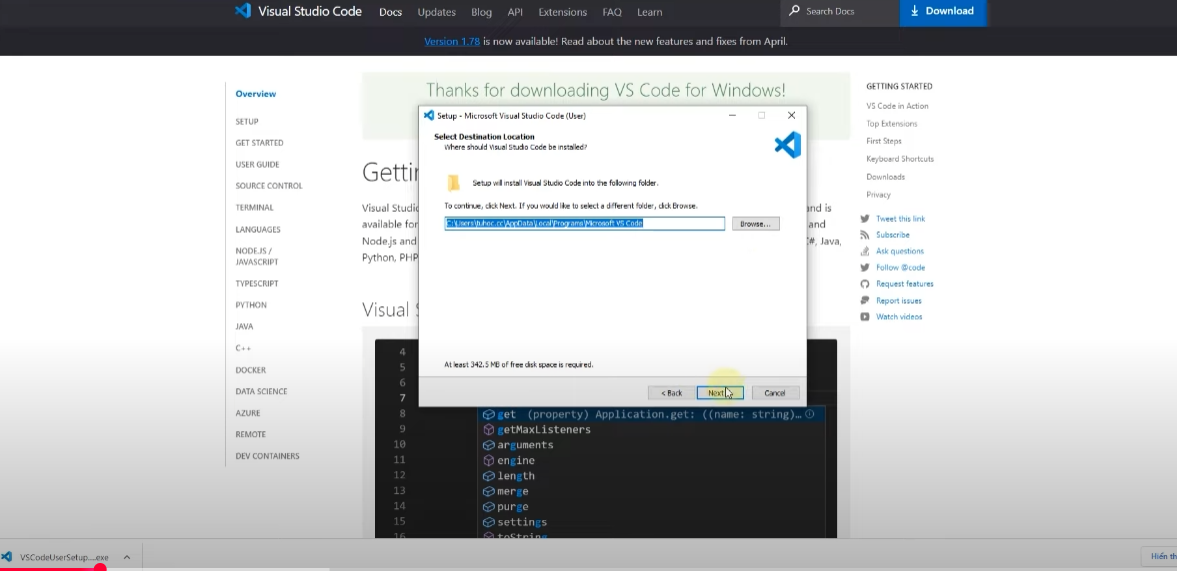 Visual Studio Code Docs Updates Blog API Extensions FAQ Learn Search Docs Download
Version 1.78 is now available! Read about the new features and fixes from April.
Overview
SETUP
GET STARTED
USER GUIDE
SOURCE CONTROL
TERMINAL
LANGUAGES
NODE.JS /
JAVASCRIPT
TYPESCRIPT
PYTHON
JAVA
C++
DOCKER
DATA SCIENCE
AZURE
REMOTE
DEV CONTAINERS
Thanks for downloading VS Code for Windows!
Setup - Microsoft Visual Studio Code (User)
Select Destination Location
Where should Visual Studio Code be installed?
Setup will install Visual Studio Code into the following folder.
To continue, click Next. If you would like to select a different folder, click Browse.
C:\Users\tuhoc.cc\AppData\Local\Programs\Microsoft VS Code
Browse...
At least 342.5 MB of free disk space is required.
< Back Next > Cancel
Gettin
Visual Studio
and is
available for
and
Node.js and
#, Java,
Python, PHP
Visual S
4
5
6
7
8 get (property) Application.get: ((name: string)...
9 getMaxListeners
10 arguments
11 engine
12 length
13 merge
14 purge
15 settings
16 toString
GETTING STARTED
VS Code in Action
Top Extensions
First Steps
Keyboard Shortcuts
Downloads
Privacy
Tweet this link
Subscribe
Ask questions
Follow @code
Request features
Report issues
Watch videos
VSCodeUserSetup....exe
Hiển th